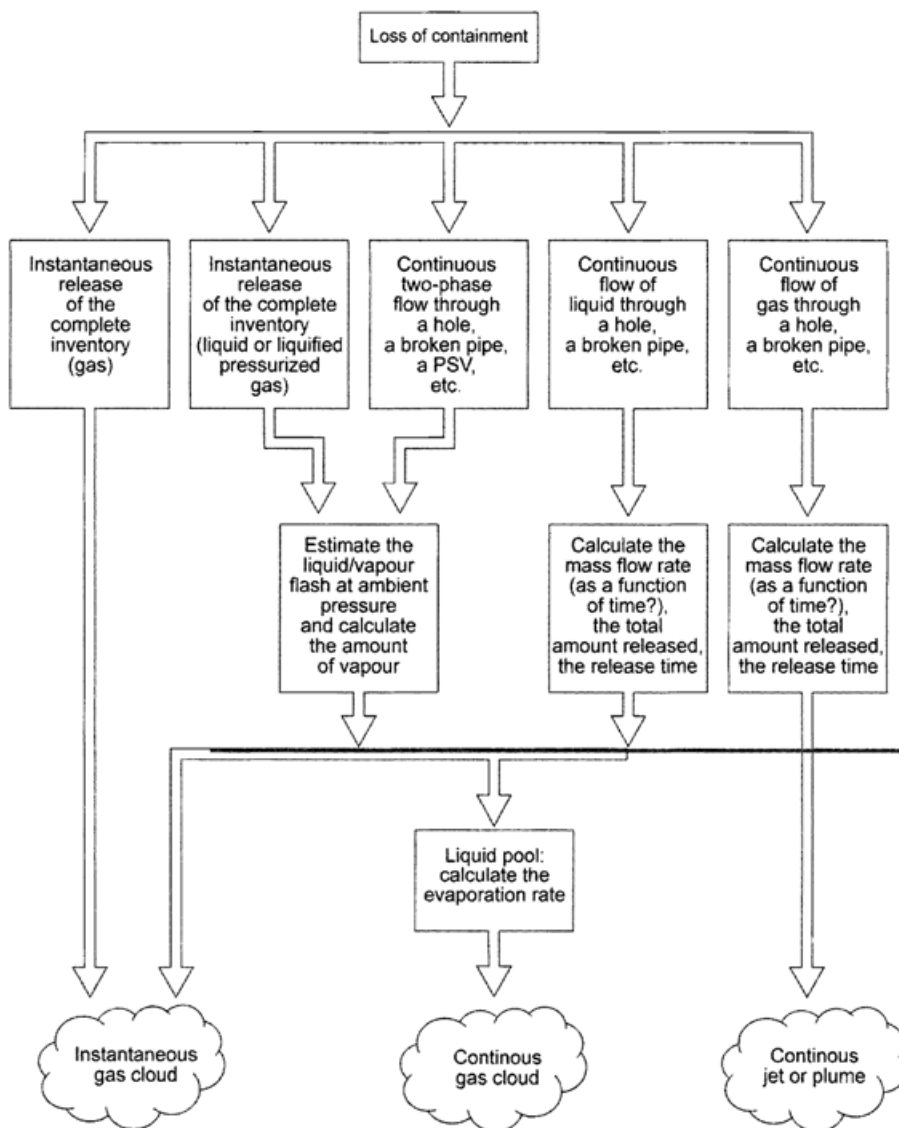 Loss of containment
Instantaneous
release
of the
complete
inventory
(gas)
Instantaneous
release
of the complete
inventory
(liquid or liquified
pressurized
gas)
Continuous
two-phase
flow through
a hole,
a broken pipe,
a PSV,
etc.
Continuous
flow of
liquid through
a hole,
a broken pipe,
etc.
Continuous
flow of
gas through
a hole,
a broken pipe,
etc.
Estimate the
liquid/vapour
flash at ambient
pressure
and calculate
the amount
of vapour
Calculate the
mass flow rate
(as a function
of time?),
the total
amount released,
the release time
Calculate the
mass flow rate
(as a function
of time?),
the total
amount released,
the release time
Liquid pool:
calculate the
evaporation rate
Instantaneous
gas cloud
Continous
gas cloud
Continous
jet or plume